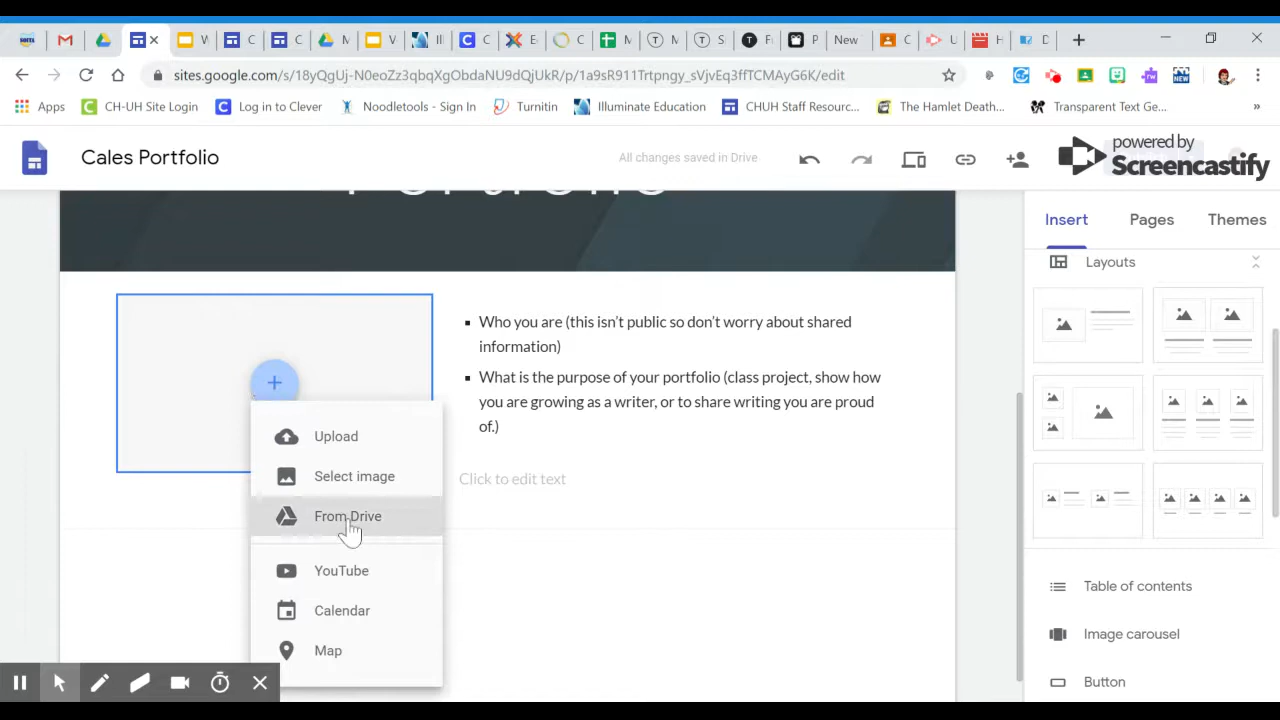 W
C
C
M
V
Il
C
E
C
M
M
S
Fi
P
New
C
U
H
D
sites.google.com/s/18yQgUj-N0eoZz3qbqXgObdaNU9dQjUkR/p/1a9sR911Trtpngy_sVjvEq3ffTCMAyG6K/edit
Apps
CH-UH Site Login
Log in to Clever
Noodletools - Sign In
Turnitin
Illuminate Education
CHUH Staff Resourc...
The Hamlet Death...
Transparent Text Ge...
»
Cales Portfolio
All changes saved in Drive
powered by
Screencastify
Portfolio
Insert
Pages
Themes
Layouts
▪ Who you are (this isn't public so don't worry about shared
information)
▪ What is the purpose of your portfolio (class project, show how
you are growing as a writer, or to share writing you are proud
of.)
Click to edit text
Upload
Select image
From Drive
YouTube
Calendar
Map
Table of contents
Image carousel
Button